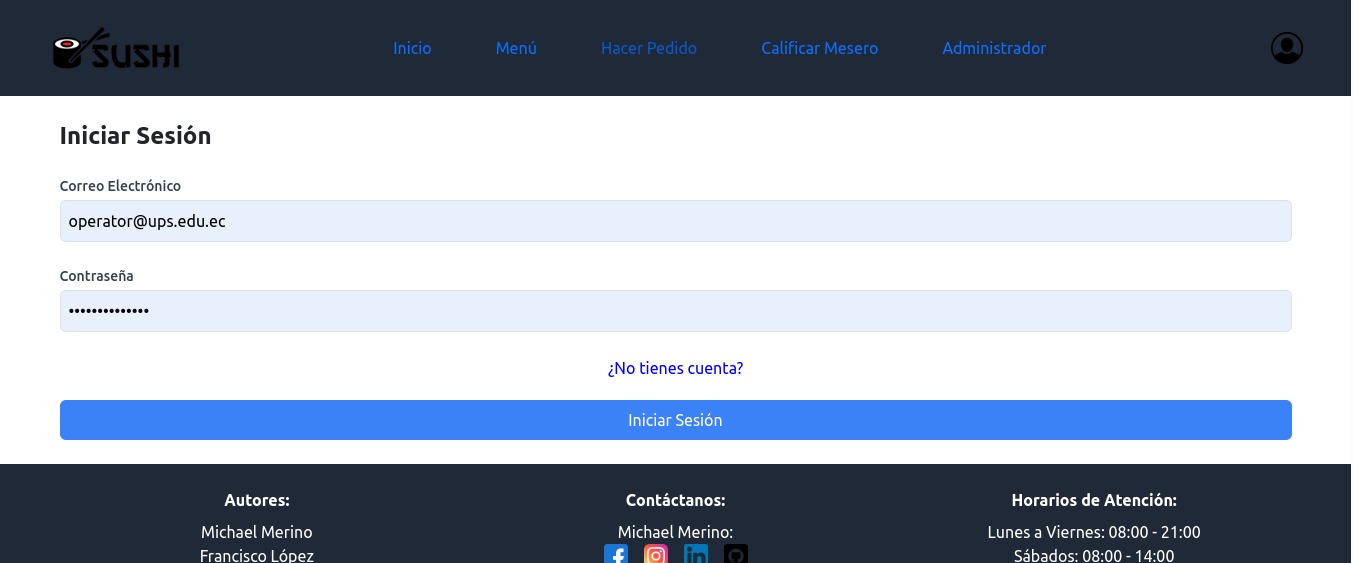 SUSHI
Inicio Menú Hacer Pedido Calificar Mesero Administrador
Iniciar Sesión
Correo Electrónico
operator@ups.edu.ec
Contraseña
••••••••••••••
¿No tienes cuenta?
Iniciar Sesión
Autores:
Michael Merino
Francisco López
Contáctanos:
Michael Merino:
Horarios de Atención:
Lunes a Viernes: 08:00 - 21:00
Sábados: 08:00 - 14:00